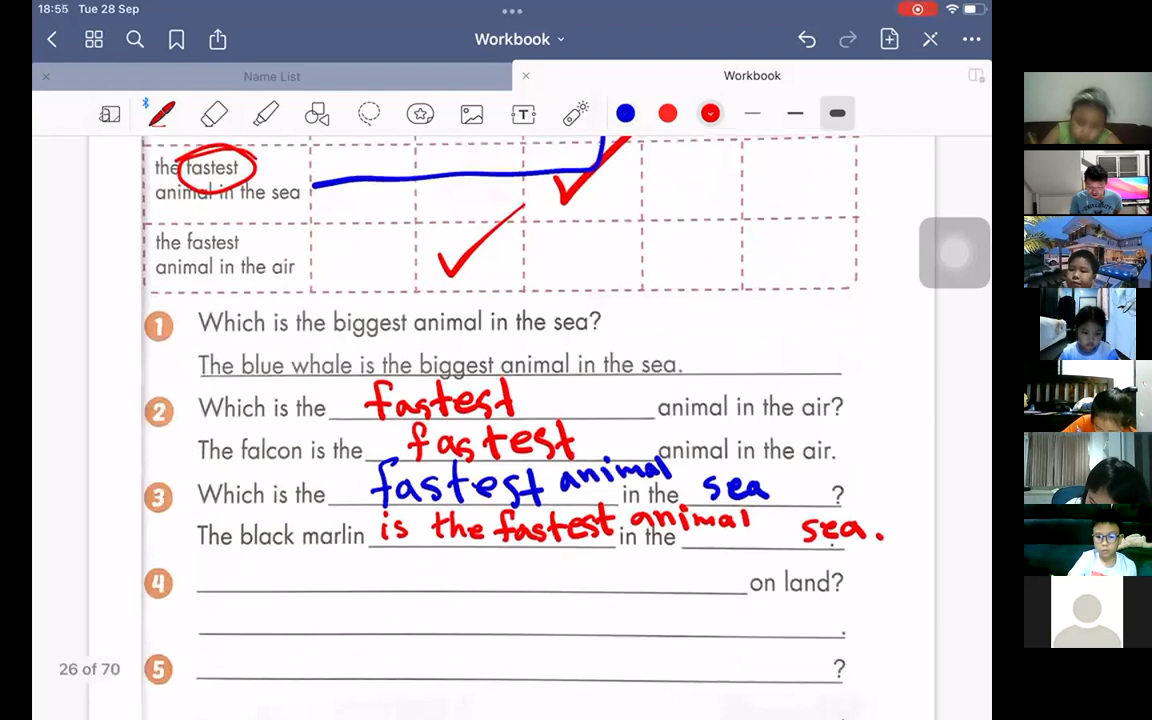 18:55 Tue 28 Sep
Workbook
Name List
Workbook
T
the fastest
animal in the sea
the fastest
animal in the air
1 Which is the biggest animal in the sea?
The blue whale is the biggest animal in the sea.
2 Which is the fastest animal in the air?
The falcon is the fastest animal in the air.
3 Which is the fastest animal in the sea ?
The black marlin is the fastest animal in the sea.
4 on land?
.
26 of 70
5 ?